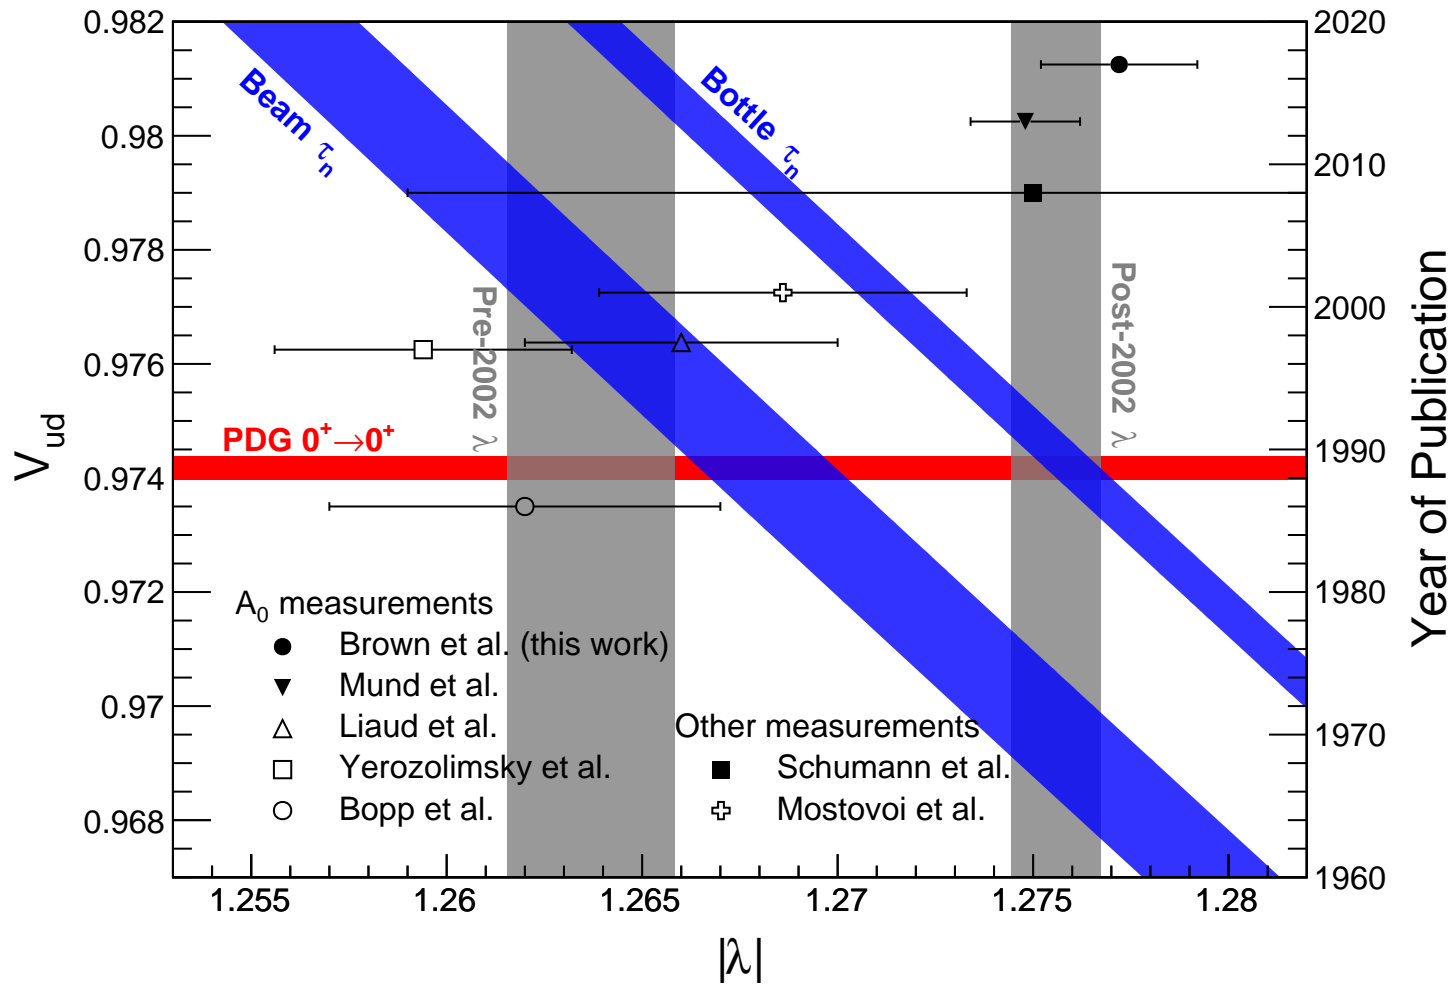 0.982
0.98
0.978
0.976
0.974
0.972
0.97
0.968
V_ud
2020
2010
2000
1990
1980
1970
1960
Year of Publication
Beam τ_n
Bottle τ_n
Pre-2002 λ
Post-2002 λ
PDG 0⁺→0⁺
A₀ measurements
Brown et al. (this work)
Mund et al.
Liaud et al.
Yerozolimsky et al.
Bopp et al.
Other measurements
Schumann et al.
Mostovoi et al.
1.255 1.26 1.265 1.27 1.275 1.28
|λ|